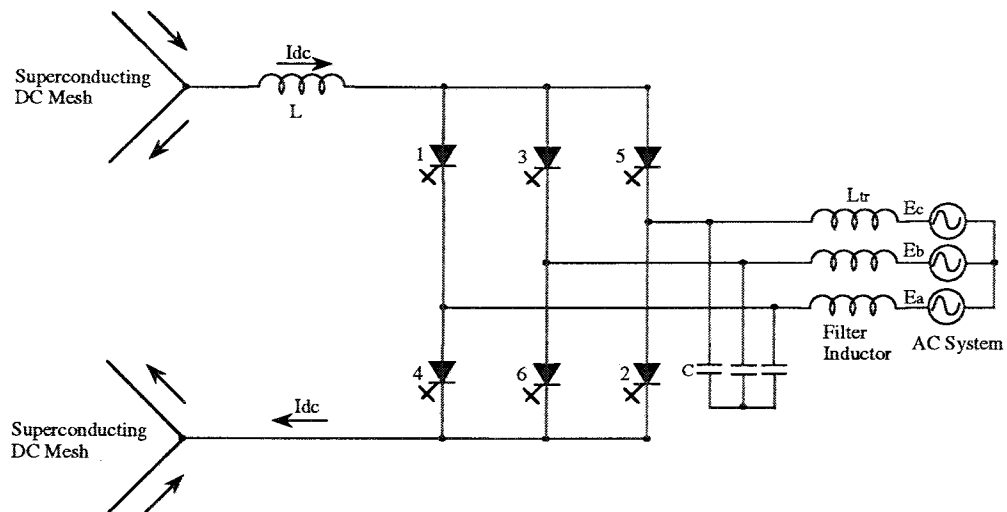 Superconducting
DC Mesh
Idc
L
1
3
5
Ltr
Ec
Eb
Ea
Filter
Inductor
AC System
4
6
2
C
Idc
Superconducting
DC Mesh